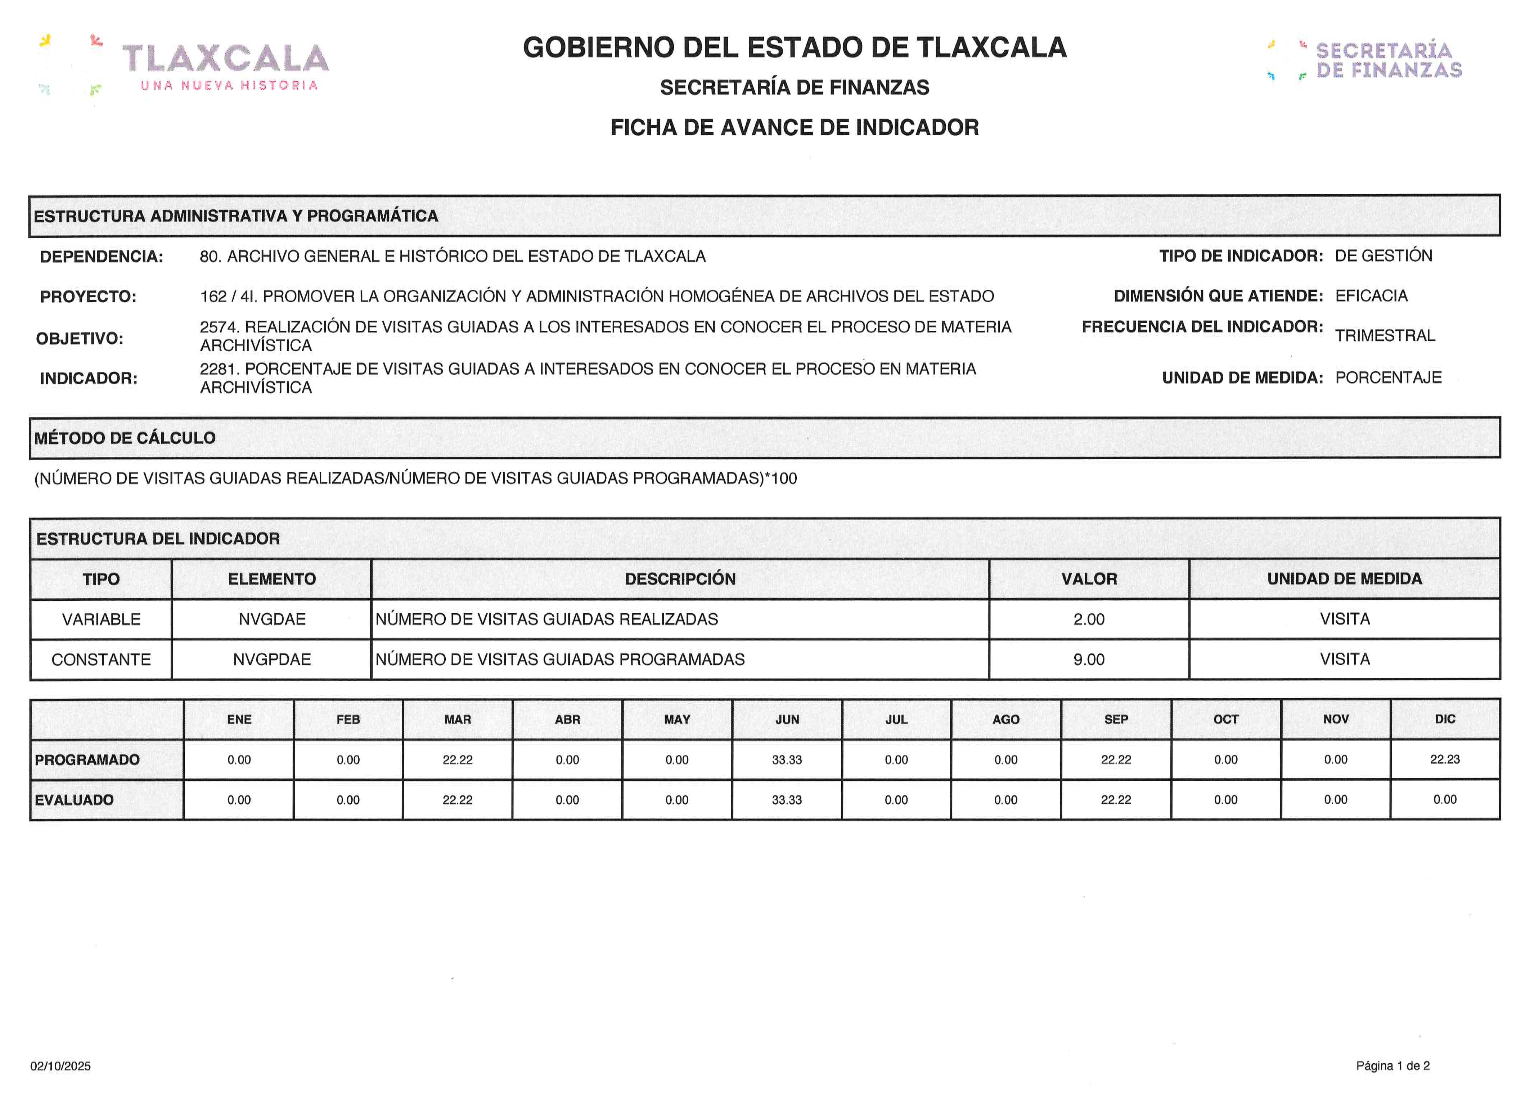 TLAXCALA
UNA NUEVA HISTORIA
GOBIERNO DEL ESTADO DE TLAXCALA
SECRETARÍA DE FINANZAS
FICHA DE AVANCE DE INDICADOR
SECRETARÍA
DE FINANZAS
ESTRUCTURA ADMINISTRATIVA Y PROGRAMÁTICA
DEPENDENCIA: 80. ARCHIVO GENERAL E HISTÓRICO DEL ESTADO DE TLAXCALA TIPO DE INDICADOR: DE GESTIÓN
PROYECTO: 162 / 4I. PROMOVER LA ORGANIZACIÓN Y ADMINISTRACIÓN HOMOGÉNEA DE ARCHIVOS DEL ESTADO DIMENSIÓN QUE ATIENDE: EFICACIA
OBJETIVO: 2574. REALIZACIÓN DE VISITAS GUIADAS A LOS INTERESADOS EN CONOCER EL PROCESO DE MATERIA
ARCHIVÍSTICA
FRECUENCIA DEL INDICADOR: TRIMESTRAL
INDICADOR: 2281. PORCENTAJE DE VISITAS GUIADAS A INTERESADOS EN CONOCER EL PROCESO EN MATERIA
ARCHIVÍSTICA
UNIDAD DE MEDIDA: PORCENTAJE
MÉTODO DE CÁLCULO
(NÚMERO DE VISITAS GUIADAS REALIZADAS/NÚMERO DE VISITAS GUIADAS PROGRAMADAS)*100
ESTRUCTURA DEL INDICADOR
TIPO ELEMENTO DESCRIPCIÓN VALOR UNIDAD DE MEDIDA
VARIABLE NVGDAE NÚMERO DE VISITAS GUIADAS REALIZADAS 2.00 VISITA
CONSTANTE NVGPDAE NÚMERO DE VISITAS GUIADAS PROGRAMADAS 9.00 VISITA
ENE FEB MAR ABR MAY JUN JUL AGO SEP OCT NOV DIC
PROGRAMADO 0.00 0.00 22.22 0.00 0.00 33.33 0.00 0.00 22.22 0.00 0.00 22.23
EVALUADO 0.00 0.00 22.22 0.00 0.00 33.33 0.00 0.00 22.22 0.00 0.00 0.00
02/10/2025 Página 1 de 2